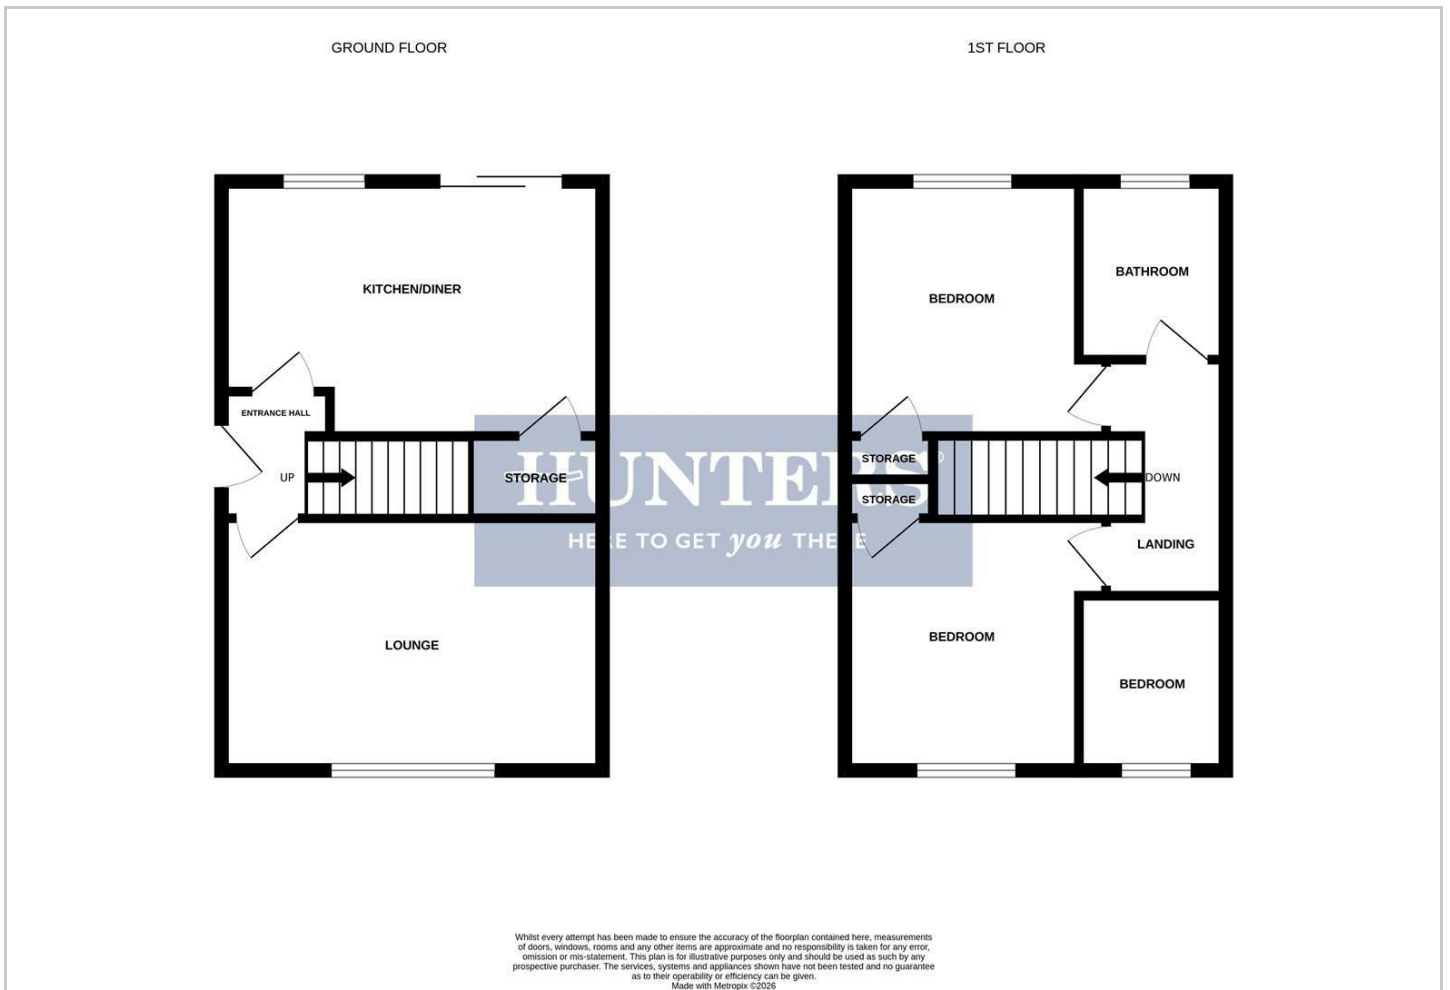 GROUND FLOOR
1ST FLOOR
KITCHEN/DINER
ENTRANCE HALL
UP
STORAGE
LOUNGE
BEDROOM
BATHROOM
STORAGE
STORAGE
DOWN
LANDING
BEDROOM
BEDROOM
HUNTERS®
HERE TO GET you THERE
Whilst every attempt has been made to ensure the accuracy of the floorplan contained here, measurements
of doors, windows, rooms and any other items are approximate and no responsibility is taken for any error,
omission or mis-statement. This plan is for illustrative purposes only and should be used as such by any
prospective purchaser. The services, systems and appliances shown have not been tested and no guarantee
as to their operability or efficiency can be given.
Made with Metropix ©2026